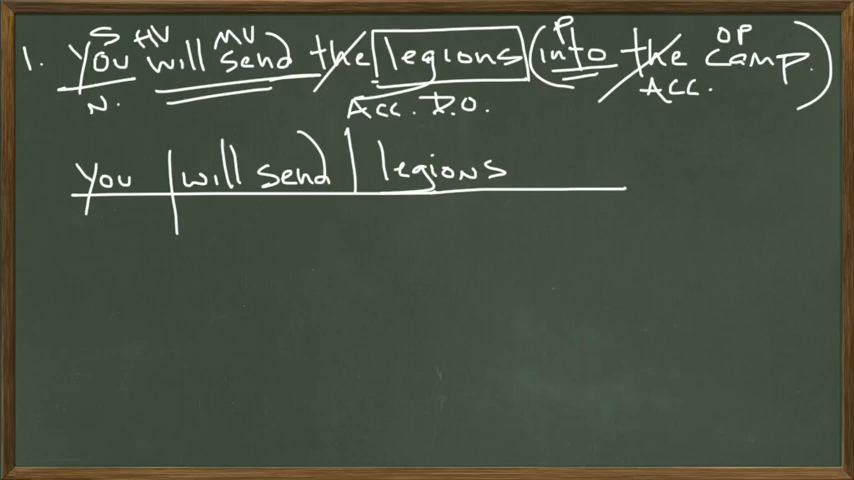 S HV MV P OP
1. You will send the legions (into the camp.)
N. Acc. D.O. Acc.
you will send legions